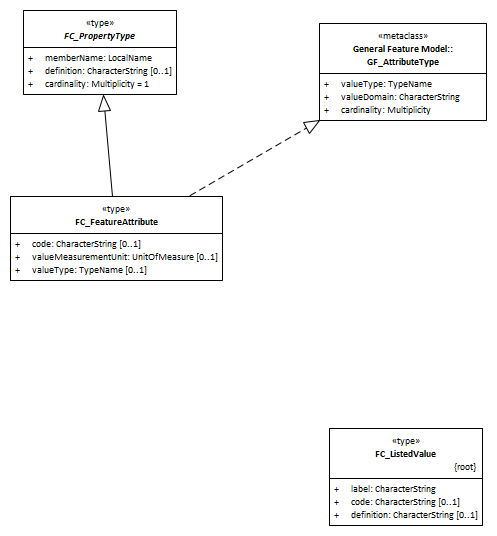 «type»
FC_PropertyType
+ memberName: LocalName
+ definition: CharacterString [0..1]
+ cardinality: Multiplicity = 1
«metaclass»
General Feature Model::
GF_AttributeType
+ valueType: TypeName
+ valueDomain: CharacterString
+ cardinality: Multiplicity
«type»
FC_FeatureAttribute
+ code: CharacterString [0..1]
+ valueMeasurementUnit: UnitOfMeasure [0..1]
+ valueType: TypeName [0..1]
«type»
FC_ListedValue
{root}
+ label: CharacterString
+ code: CharacterString [0..1]
+ definition: CharacterString [0..1]